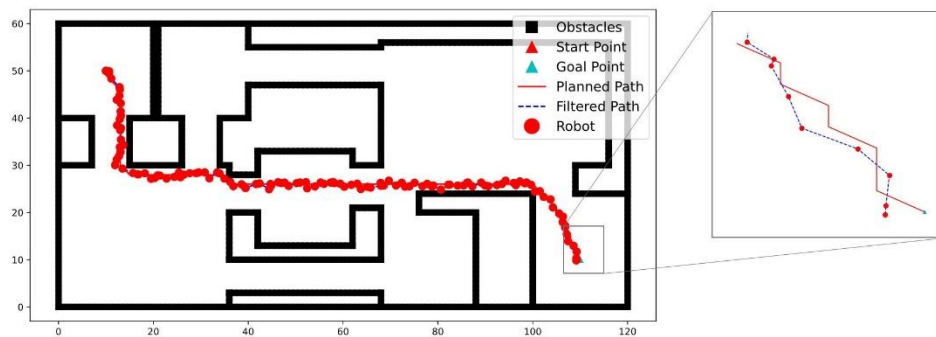 60
50
40
30
20
10
0
0 20 40 60 80 100 120
Obstacles
Start Point
Goal Point
Planned Path
Filtered Path
Robot